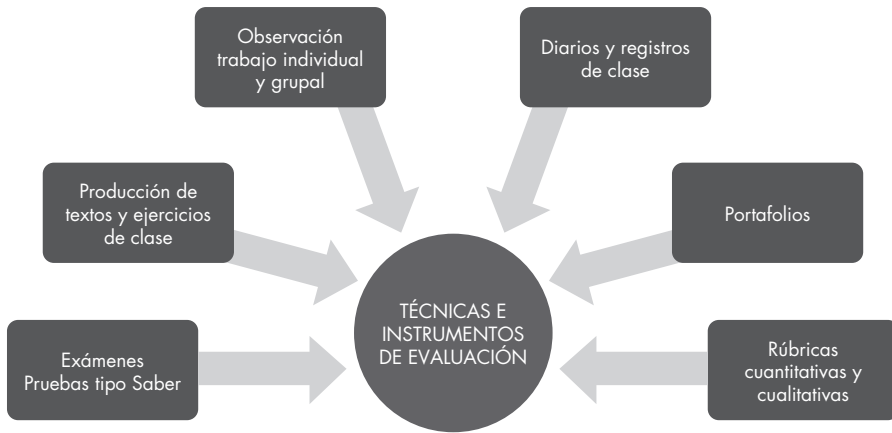 Observación
trabajo individual
y grupal
Diarios y registros
de clase
Producción de
textos y ejercicios
de clase
Portafolios
TÉCNICAS E
INSTRUMENTOS
DE EVALUACIÓN
Exámenes
Pruebas tipo Saber
Rúbricas
cuantitativas y
cualitativas